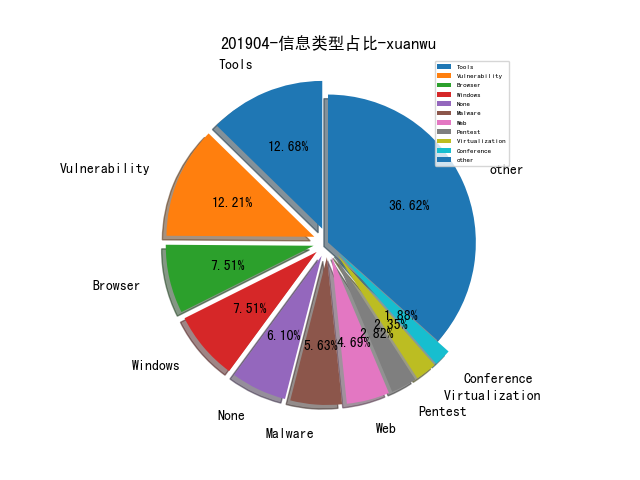 201904-信息类型占比-xuanwu
Tools
Vulnerability
Browser
Windows
None
Malware
Web
Pentest
Virtualization
Conference
other
Tools
Vulnerability
Browser
Windows
None
Malware
Web
Pentest
Virtualization
Conference
other
12.68%
12.21%
7.51%
7.51%
6.10%
5.63%
4.69%
2.82%
2.35%
1.88%
36.62%